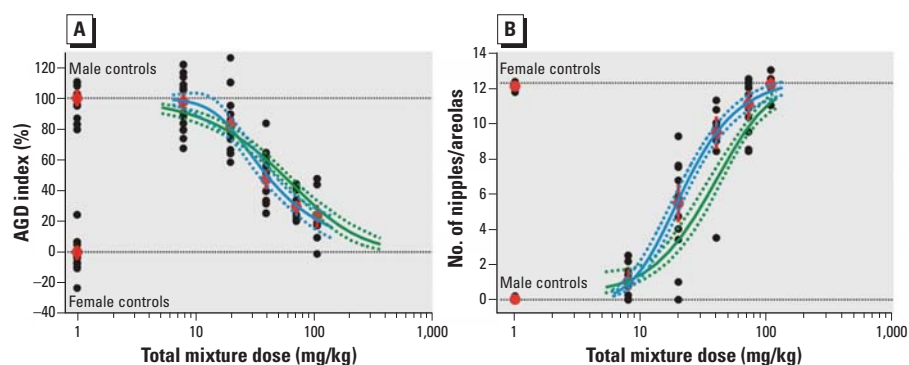 A
AGD index (%)
120
100
80
60
40
20
0
−20
−40
Male controls
Female controls
1
10
100
1,000
Total mixture dose (mg/kg)
B
No. of nipples/areolas
14
12
10
8
6
4
2
0
Female controls
Male controls
1
10
100
1,000
Total mixture dose (mg/kg)